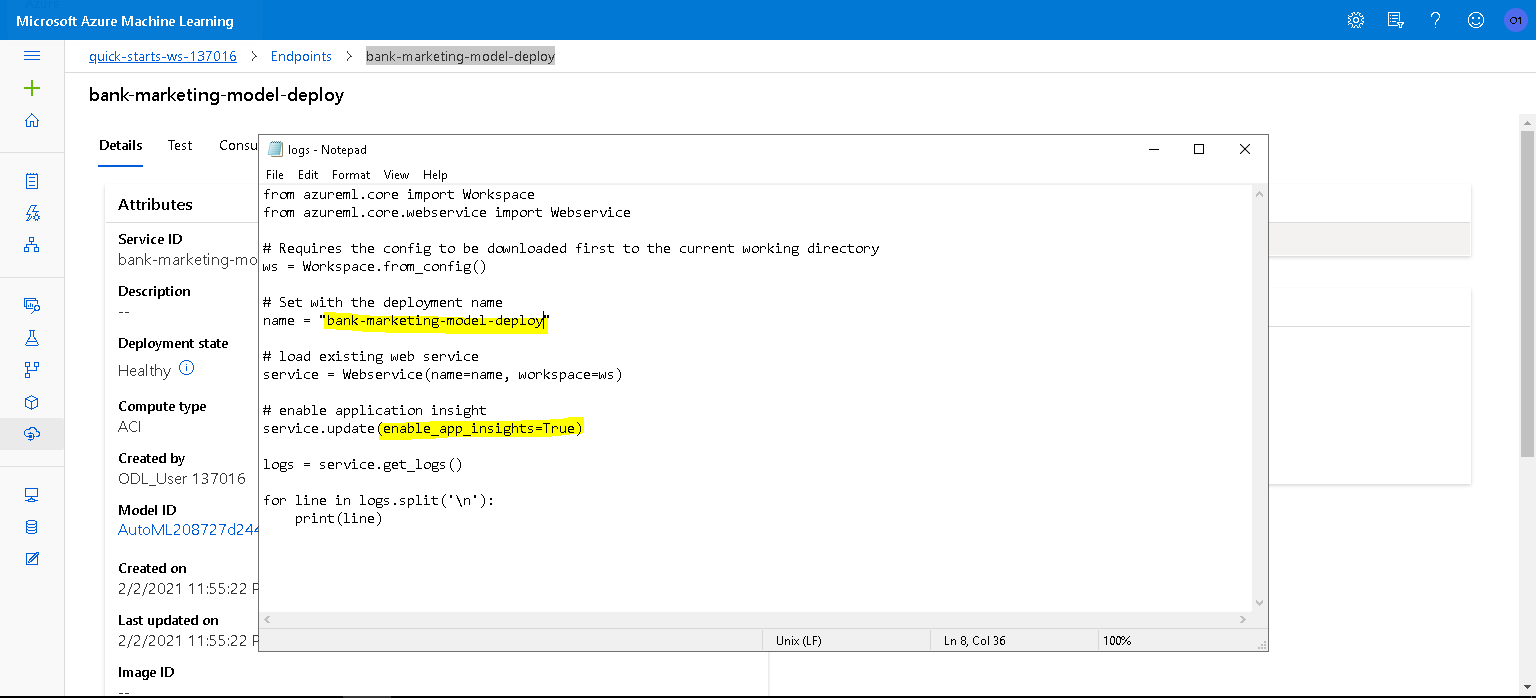 Microsoft Azure Machine Learning
O1
quick-starts-ws-137016 > Endpoints > bank-marketing-model-deploy
bank-marketing-model-deploy
Details Test Consu
Attributes
Service ID
bank-marketing-mo
Description
--
Deployment state
Healthy
Compute type
ACI
Created by
ODL_User 137016
Model ID
AutoML208727d244
Created on
2/2/2021 11:55:22 P
Last updated on
2/2/2021 11:55:22 P
Image ID
--
logs - Notepad
File Edit Format View Help
from azureml.core import Workspace
from azureml.core.webservice import Webservice
# Requires the config to be downloaded first to the current working directory
ws = Workspace.from_config()
# Set with the deployment name
name = "bank-marketing-model-deploy"
# load existing web service
service = Webservice(name=name, workspace=ws)
# enable application insight
service.update(enable_app_insights=True)
logs = service.get_logs()
for line in logs.split('\n'):
    print(line)
Unix (LF) Ln 8, Col 36 100%